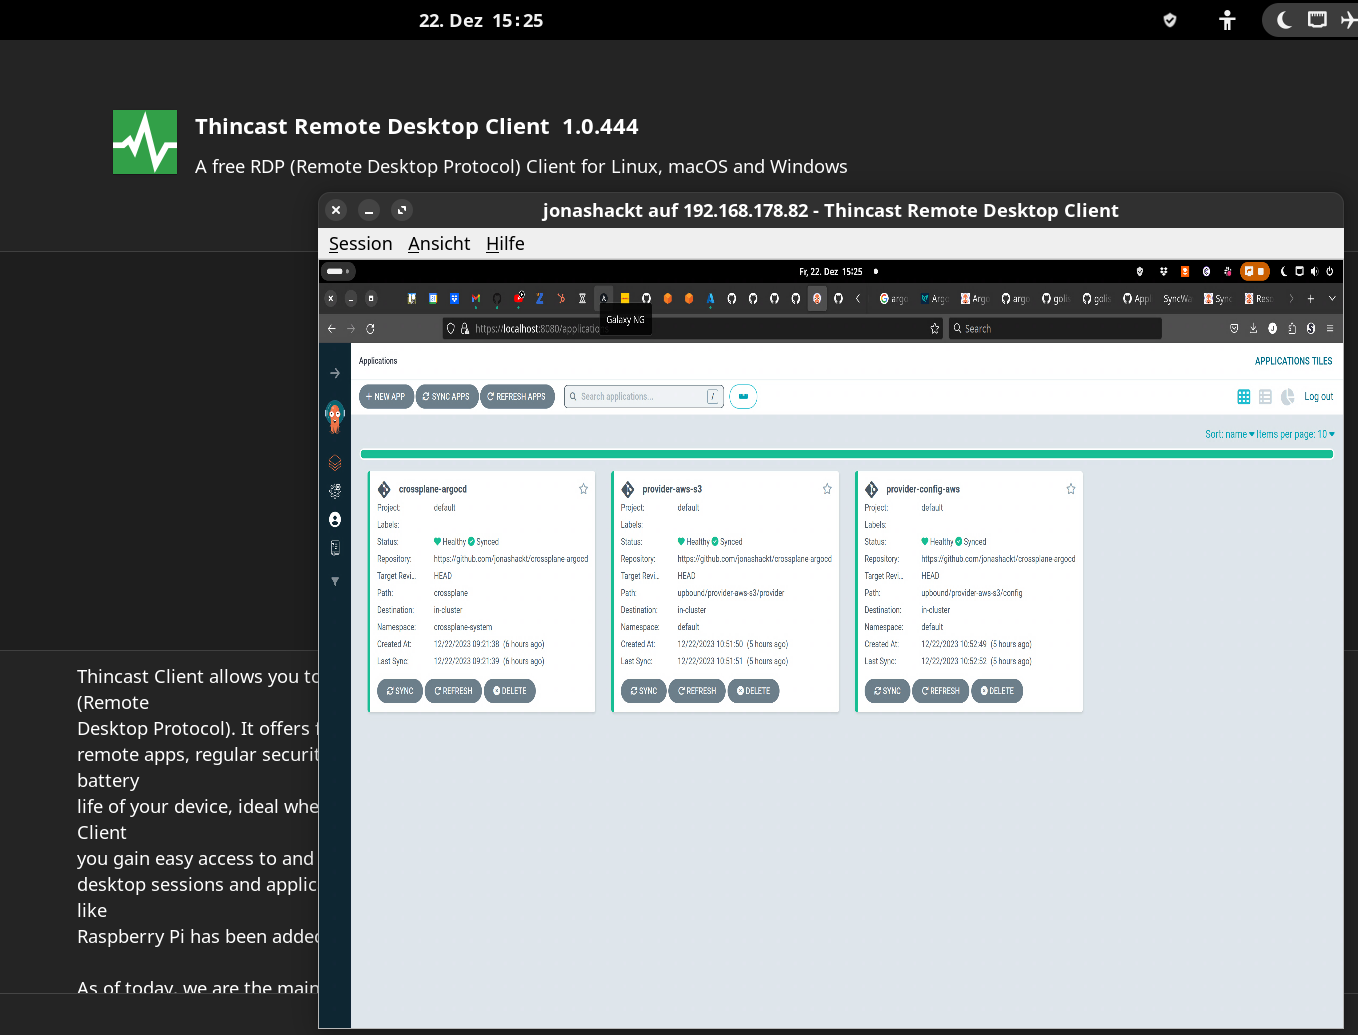 22. Dez 15:25
Thincast Remote Desktop Client 1.0.444
A free RDP (Remote Desktop Protocol) Client for Linux, macOS and Windows
jonashackt auf 192.168.178.82 - Thincast Remote Desktop Client
Session Ansicht Hilfe
Fr, 22. Dez 15:25
argo Argo Argo argo golis golis Appl SyncWa Sync Reso
Galaxy NG
https://localhost:8080/application
Search
Applications
APPLICATIONS TILES
+ NEW APP SYNC APPS REFRESH APPS Search applications... / Log out
Sort: name Items per page: 10
crossplane-argocd
Project: default
Labels:
Status: Healthy Synced
Repository: https://github.com/jonashackt/crossplane-argocd
Target Revi... HEAD
Path: crossplane
Destination: in-cluster
Namespace: crossplane-system
Created At: 12/22/2023 09:21:38 (6 hours ago)
Last Sync: 12/22/2023 09:21:39 (6 hours ago)
SYNC REFRESH DELETE
provider-aws-s3
Project: default
Labels:
Status: Healthy Synced
Repository: https://github.com/jonashackt/crossplane-argocd
Target Revi... HEAD
Path: upbound/provider-aws-s3/provider
Destination: in-cluster
Namespace: default
Created At: 12/22/2023 10:51:50 (5 hours ago)
Last Sync: 12/22/2023 10:51:51 (5 hours ago)
SYNC REFRESH DELETE
provider-config-aws
Project: default
Labels:
Status: Healthy Synced
Repository: https://github.com/jonashackt/crossplane-argocd
Target Revi... HEAD
Path: upbound/provider-aws-s3/config
Destination: in-cluster
Namespace: default
Created At: 12/22/2023 10:52:49 (5 hours ago)
Last Sync: 12/22/2023 10:52:52 (5 hours ago)
SYNC REFRESH DELETE
Thincast Client allows you to
(Remote
Desktop Protocol). It offers f
remote apps, regular securit
battery
life of your device, ideal whe
Client
you gain easy access to and
desktop sessions and applic
like
Raspberry Pi has been added
As of today, we are the main